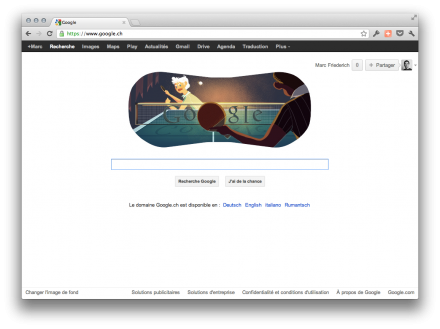 Google
https://www.google.ch
+Marc Recherche Images Maps Play Actualités Gmail Drive Agenda Traduction Plus
Marc Friederich 0 + Partager
Google
Recherche Google J'ai de la chance
Le domaine Google.ch est disponible en : Deutsch English Italiano Rumantsch
Changer l'image de fond Solutions publicitaires Solutions d'entreprise Confidentialité et conditions d'utilisation À propos de Google Google.com